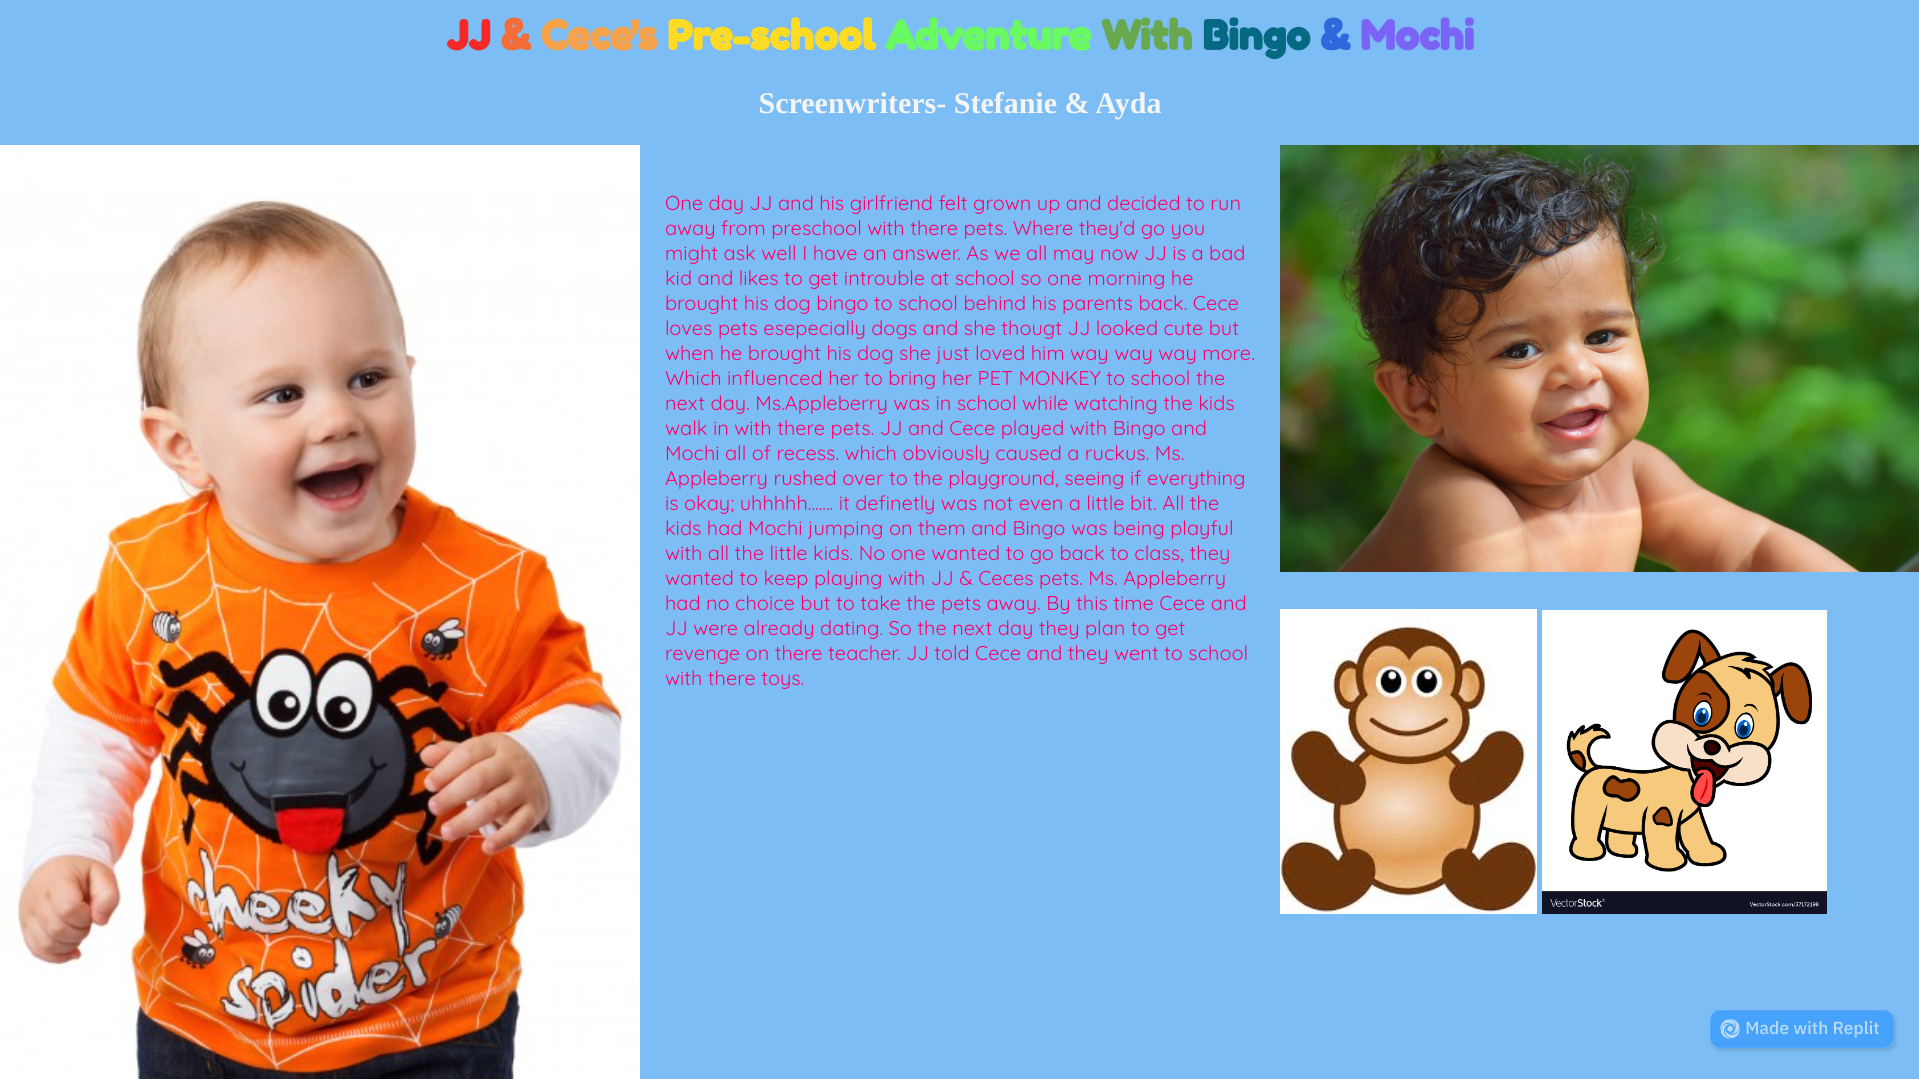 JJ & Cece's Pre-school Adventure With Bingo & Mochi
Screenwriters- Stefanie & Ayda
One day JJ and his girlfriend felt grown up and decided to run
away from preschool with there pets. Where they'd go you
might ask well I have an answer. As we all may now JJ is a bad
kid and likes to get introuble at school so one morning he
brought his dog bingo to school behind his parents back. Cece
loves pets esepecially dogs and she thougt JJ looked cute but
when he brought his dog she just loved him way way way more.
Which influenced her to bring her PET MONKEY to school the
next day. Ms.Appleberry was in school while watching the kids
walk in with there pets. JJ and Cece played with Bingo and
Mochi all of recess. which obviously caused a ruckus. Ms.
Appleberry rushed over to the playground, seeing if everything
is okay; uhhhhh....... it definetly was not even a little bit. All the
kids had Mochi jumping on them and Bingo was being playful
with all the little kids. No one wanted to go back to class, they
wanted to keep playing with JJ & Ceces pets. Ms. Appleberry
had no choice but to take the pets away. By this time Cece and
JJ were already dating. So the next day they plan to get
revenge on there teacher. JJ told Cece and they went to school
with there toys.
cheeky
spider
VectorStock®
VectorStock.com/37172198
Made with Replit